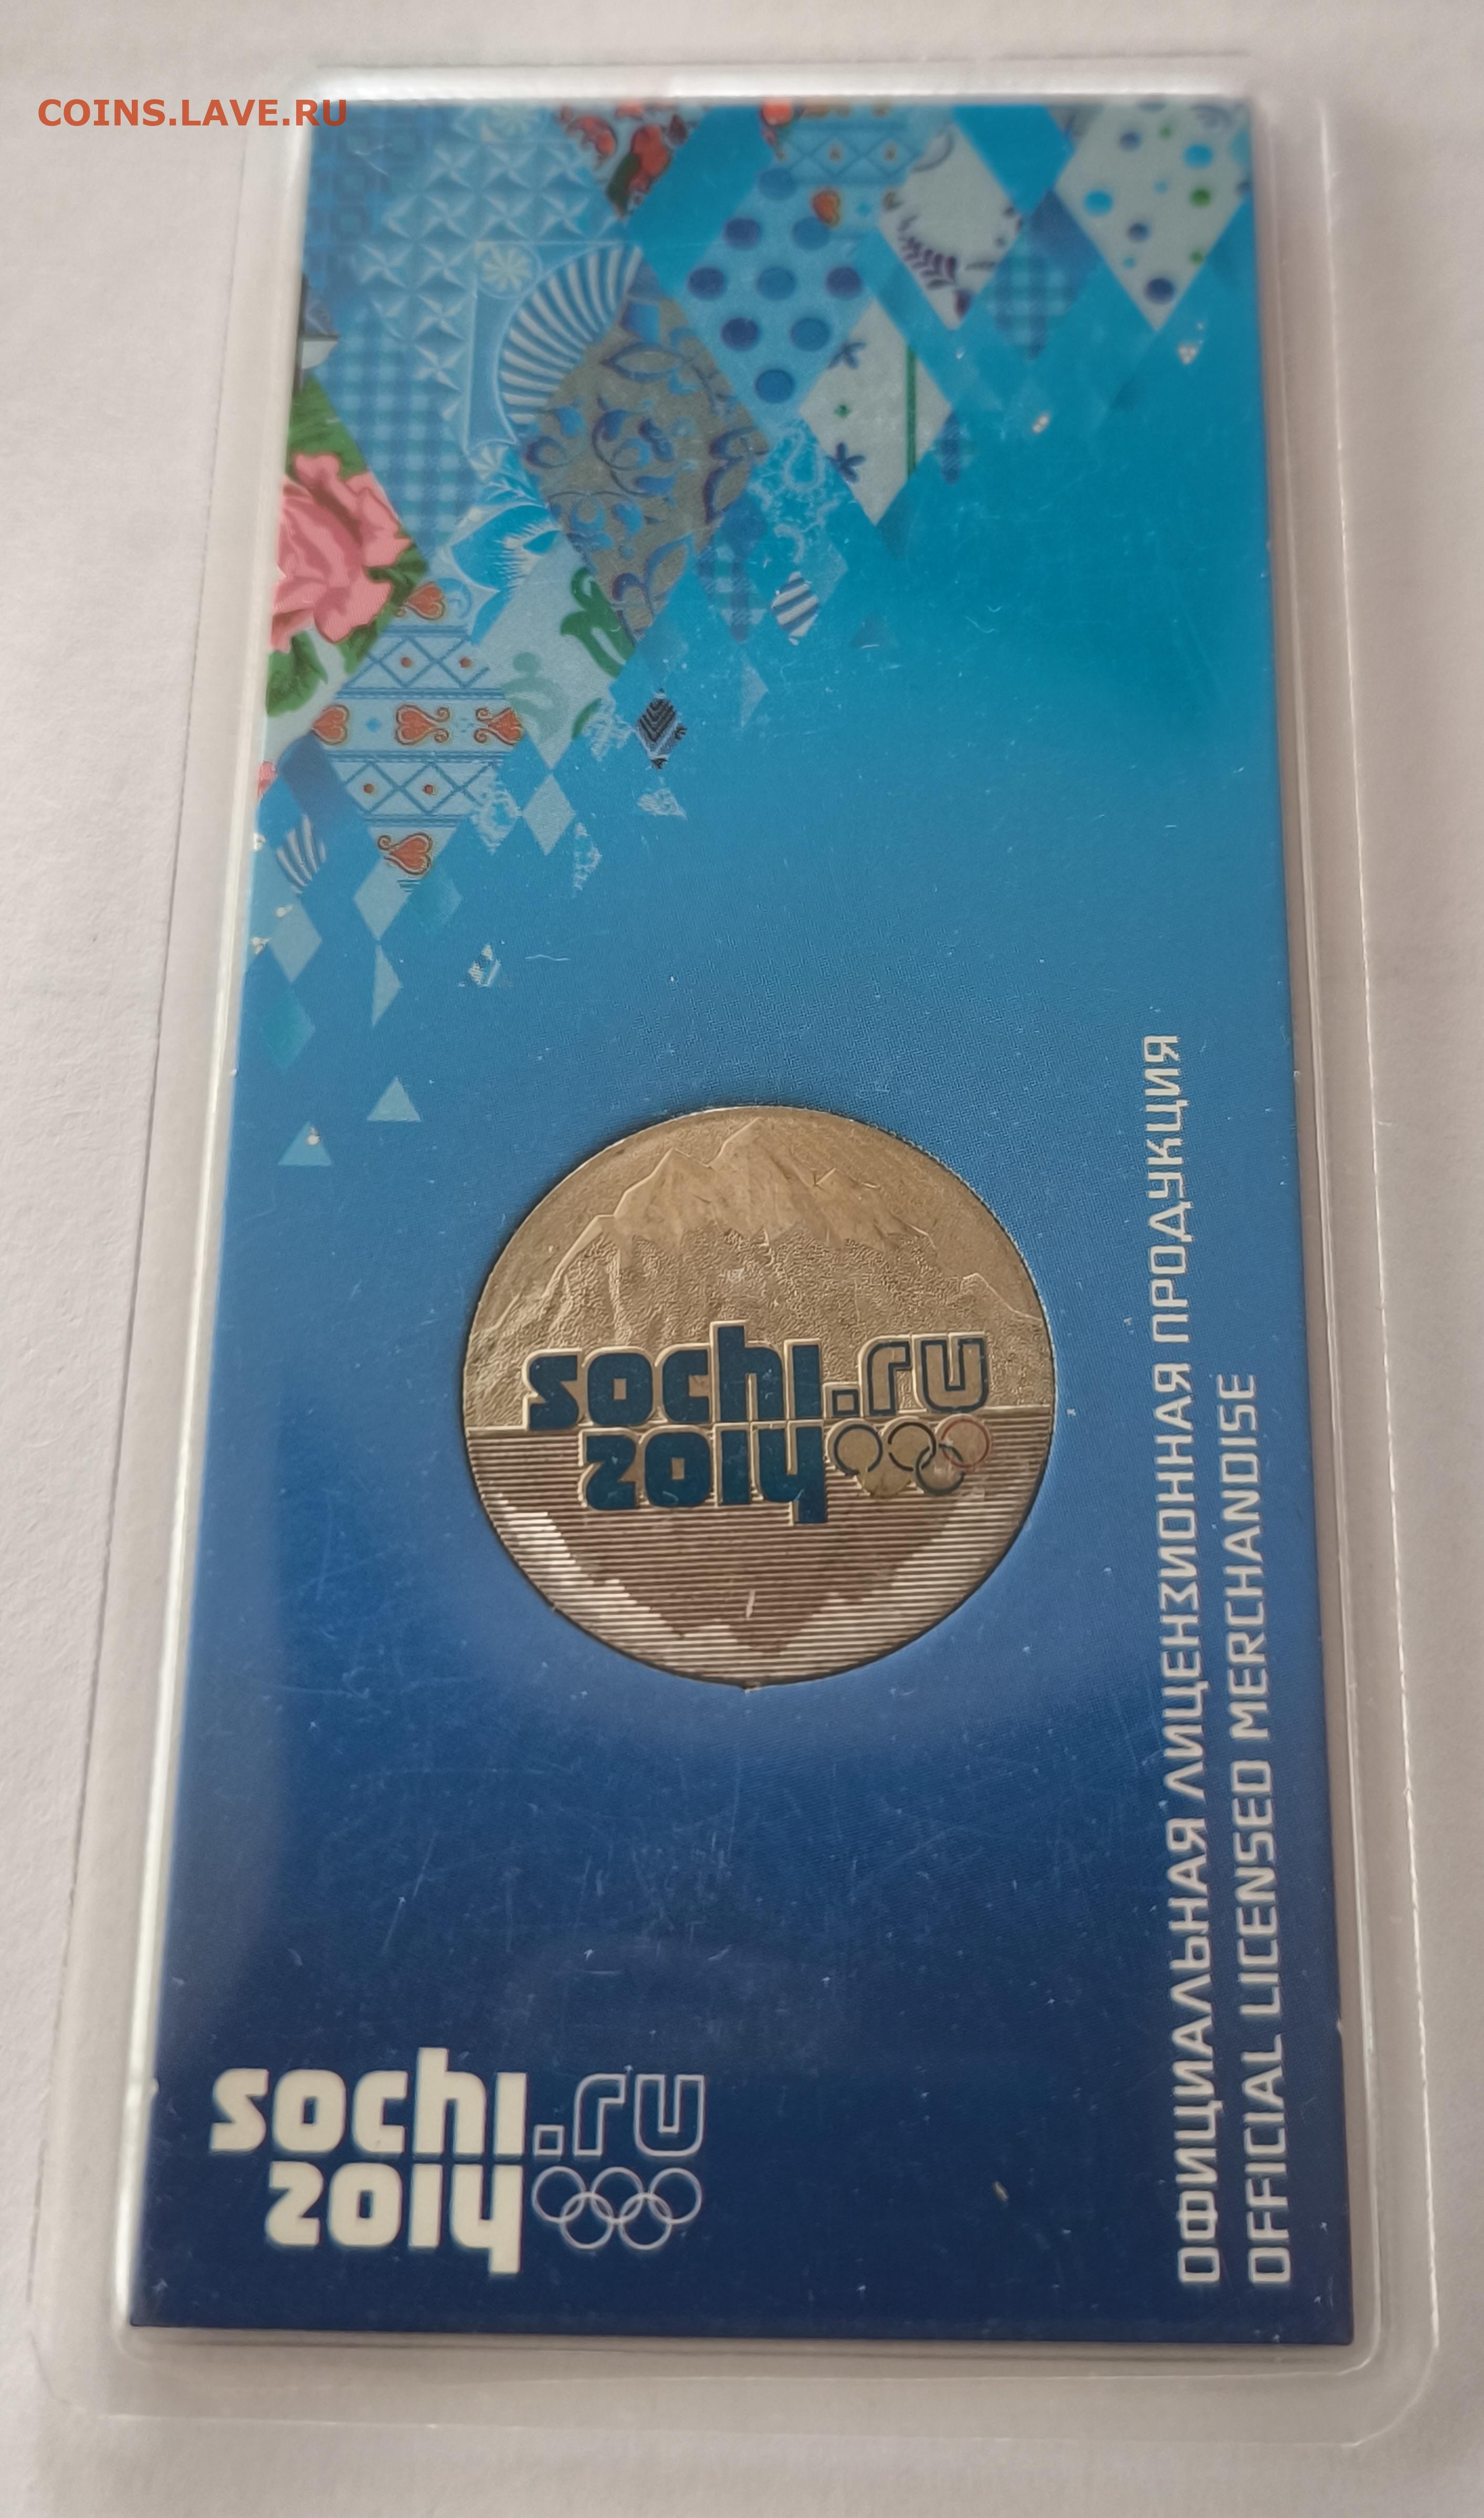 COINS.LAVE.RU
sochi.ru
2014
ОФИЦИАЛЬНАЯ ЛИЦЕНЗИОННАЯ ПРОДУКЦИЯ
OFFICIAL LICENSED MERCHANDISE
sochi.ru
2014